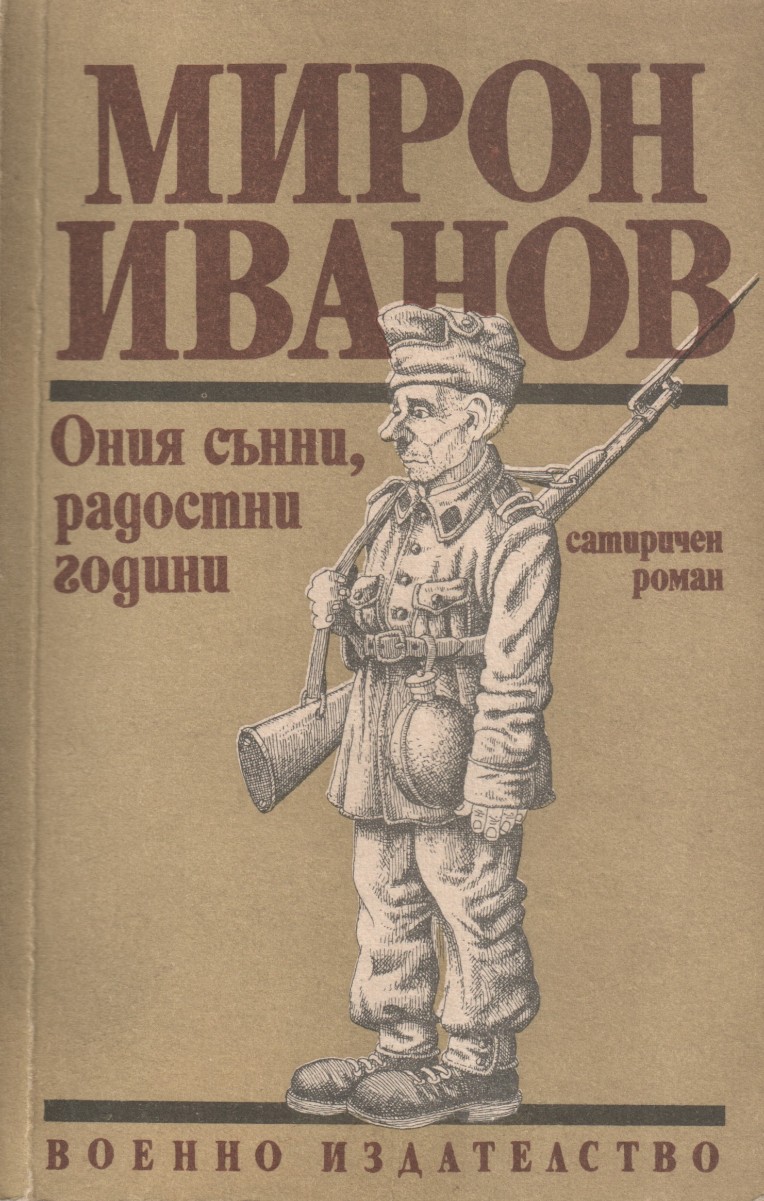 МИРОН
ИВАНОВ
Ония сънни,
радостни
години
сатиричен
роман
ВОЕННО ИЗДАТЕЛСТВО